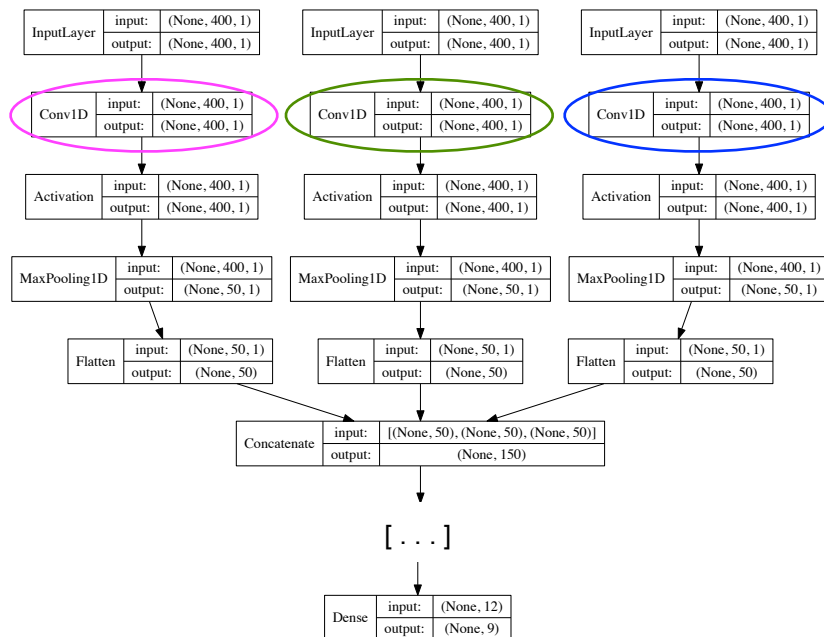 InputLayer input: (None, 400, 1) output: (None, 400, 1)
InputLayer input: (None, 400, 1) output: (None, 400, 1)
InputLayer input: (None, 400, 1) output: (None, 400, 1)
Conv1D input: (None, 400, 1) output: (None, 400, 1)
Conv1D input: (None, 400, 1) output: (None, 400, 1)
Conv1D input: (None, 400, 1) output: (None, 400, 1)
Activation input: (None, 400, 1) output: (None, 400, 1)
Activation input: (None, 400, 1) output: (None, 400, 1)
Activation input: (None, 400, 1) output: (None, 400, 1)
MaxPooling1D input: (None, 400, 1) output: (None, 50, 1)
MaxPooling1D input: (None, 400, 1) output: (None, 50, 1)
MaxPooling1D input: (None, 400, 1) output: (None, 50, 1)
Flatten input: (None, 50, 1) output: (None, 50)
Flatten input: (None, 50, 1) output: (None, 50)
Flatten input: (None, 50, 1) output: (None, 50)
Concatenate input: [(None, 50), (None, 50), (None, 50)] output: (None, 150)
[...]
Dense input: (None, 12) output: (None, 9)